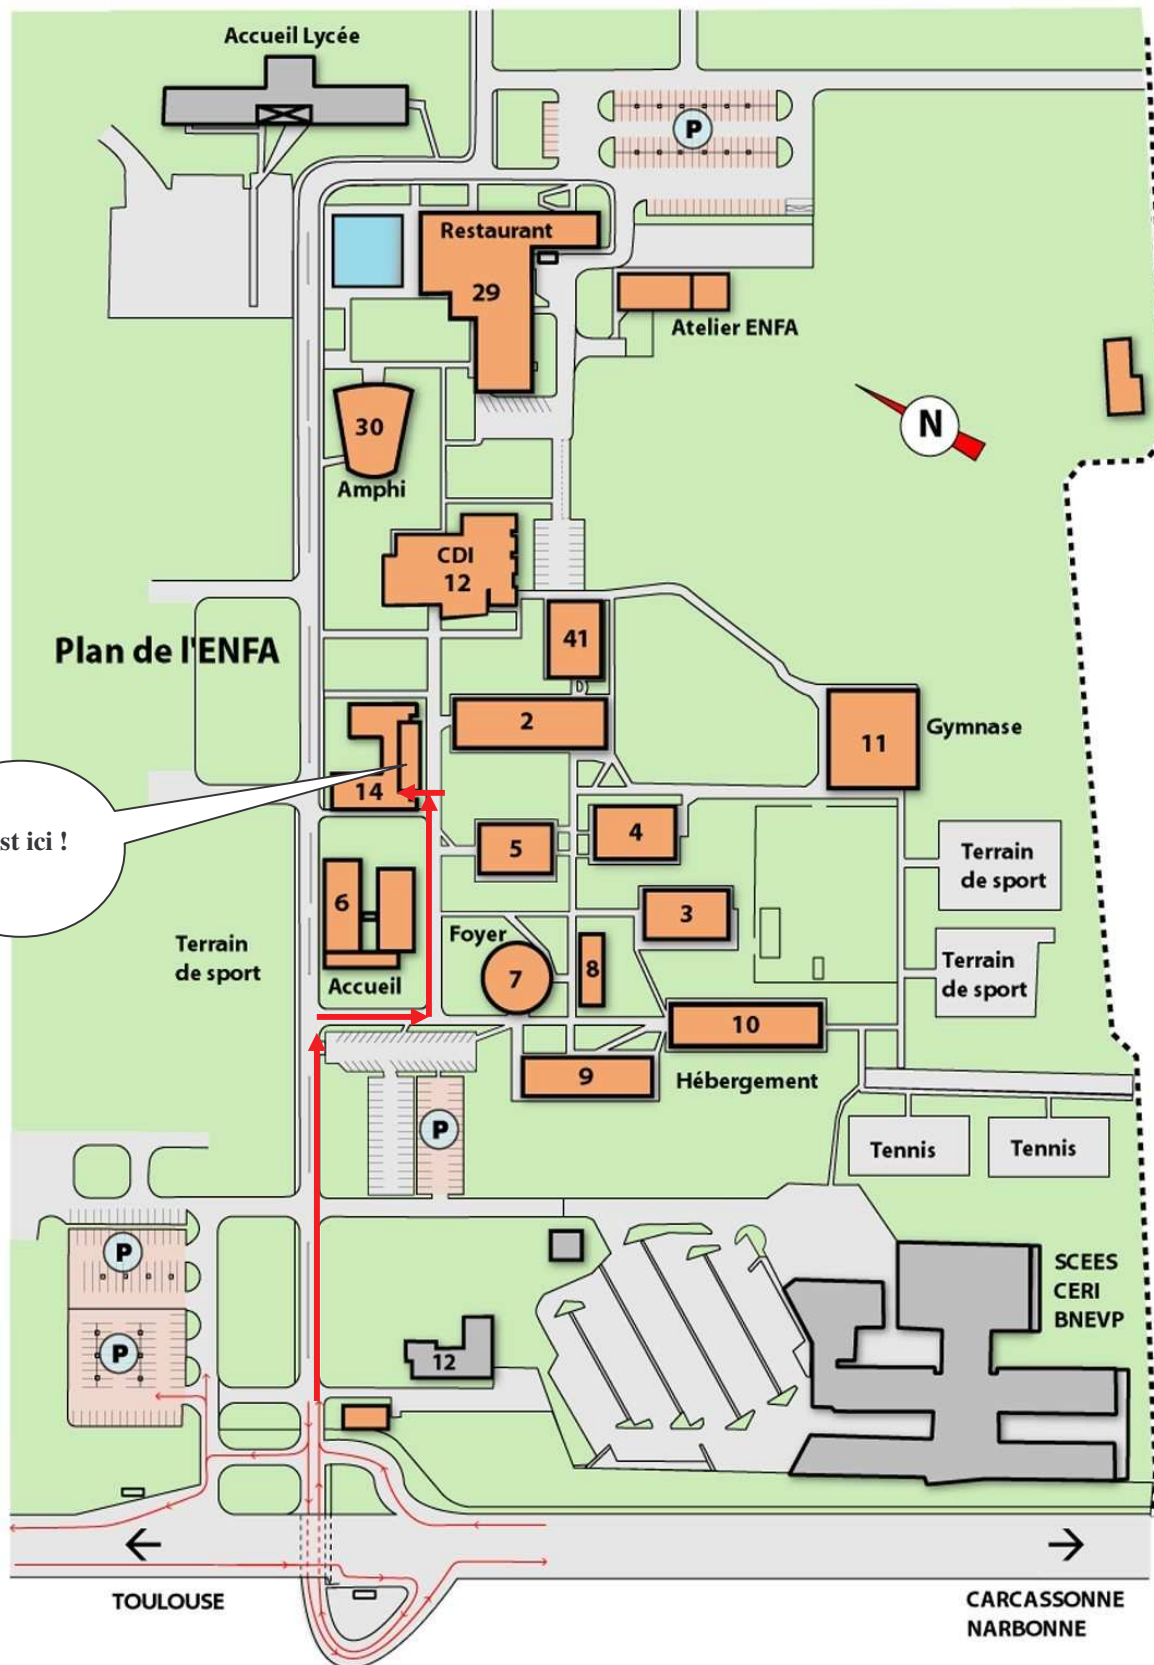 Accueil Lycée
P
Restaurant
29
Atelier ENFA
30
Amphi
N
CDI
12
41
Plan de l'ENFA
2
11
Gymnase
14
st ici !
5
4
Terrain
de sport
6
3
Foyer
7
8
Terrain
de sport
Terrain
de sport
Accueil
10
9
Hébergement
P
Tennis
Tennis
P
P
SCEES
CERI
BNEVP
12
TOULOUSE
CARCASSONNE
NARBONNE